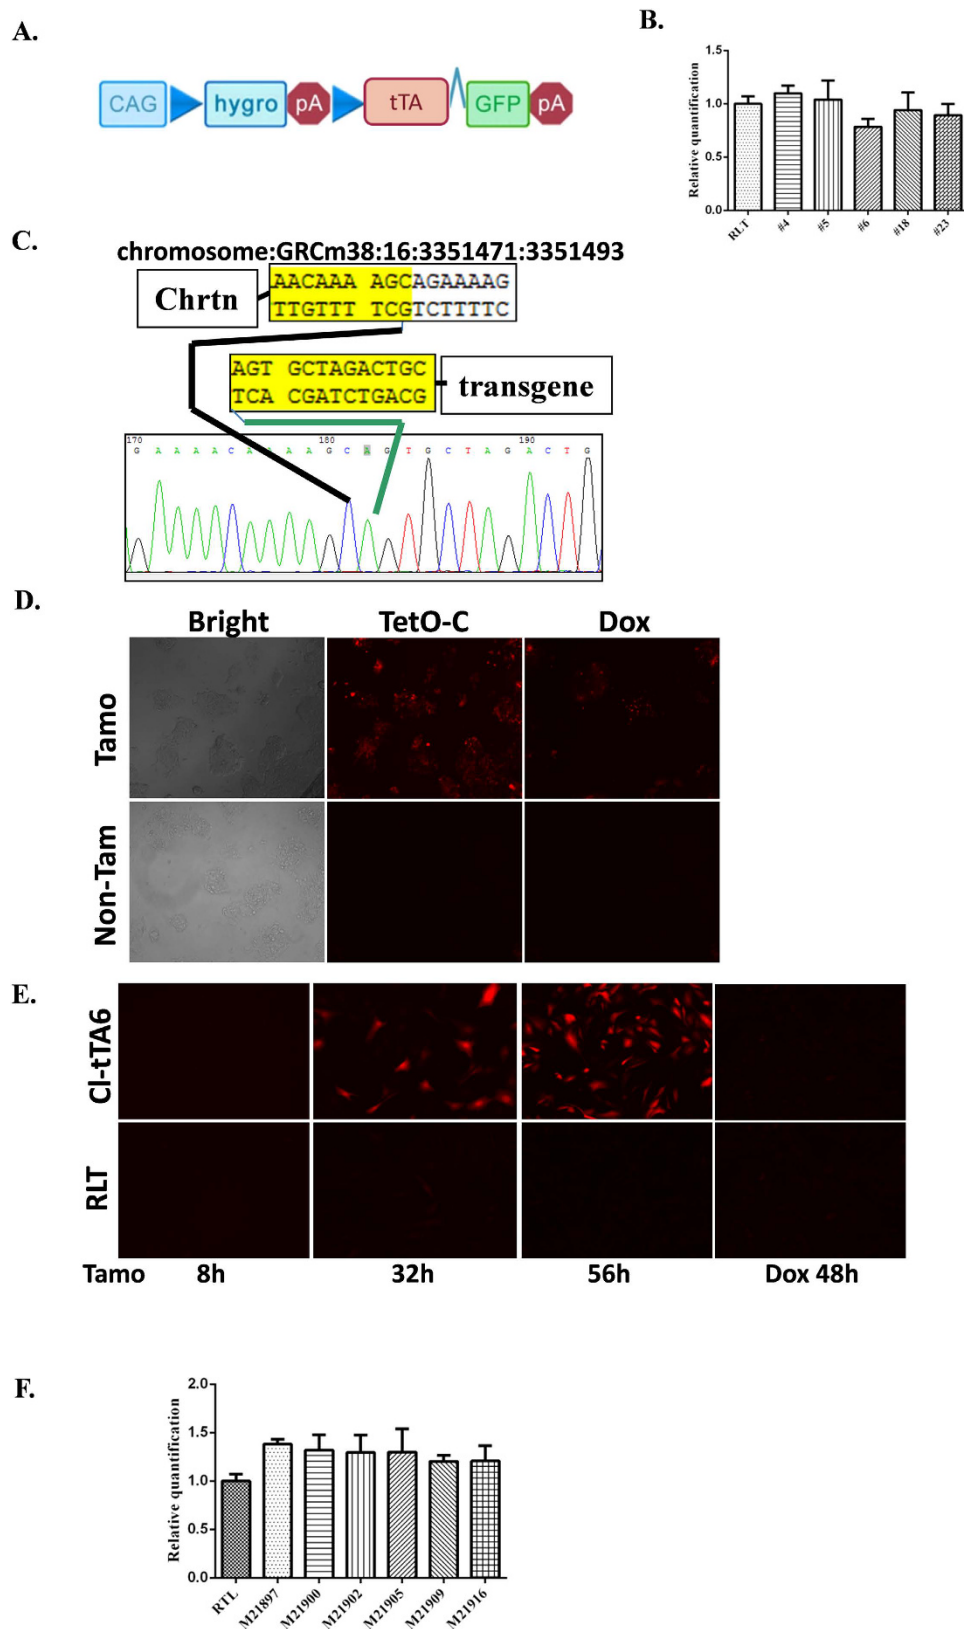 A.
CAG hygro pA tTA GFP pA
B.
Relative quantification
1.5
1.0
0.5
0.0
RLT #4 #5 #6 #18 #23
C.
chromosome:GRCm38:16:3351471:3351493
Chrtn
AACAAA AGCAGAAAAG
TTGTTT TCGTCTTTTC
AGT GCTAGACTGC
TCA CGATCTGACG
transgene
170 180 190
G A A A A C A A A A G C A G T G C T A G A C T G
D.
Bright TetO-C Dox
Tamo
Non-Tam
E.
Cl-tTA6
RLT
Tamo 8h 32h 56h Dox 48h
F.
Relative quantification
2.0
1.5
1.0
0.5
0.0
RTL M21897 M21900 M21902 M21905 M21909 M21916